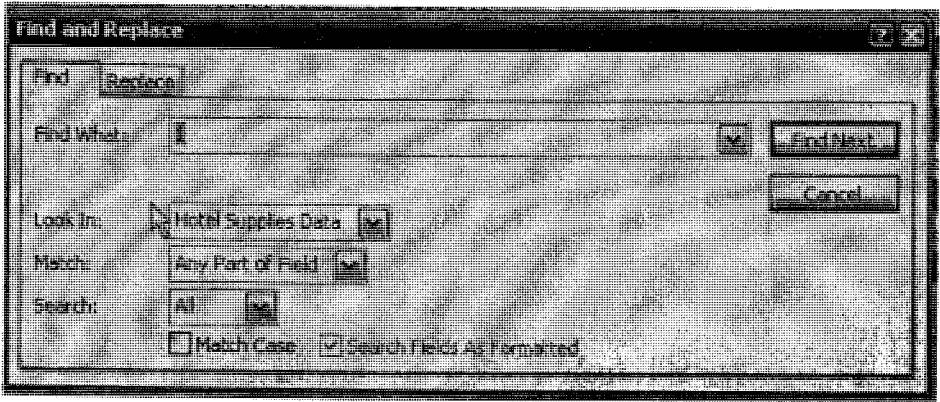 Find and Replace
Find
Replace
Find What:
Find Next
Cancel
Look In: Hotel Supplies Data
Match: Any Part of Field
Search: All
Match Case
Search Fields As Formatted